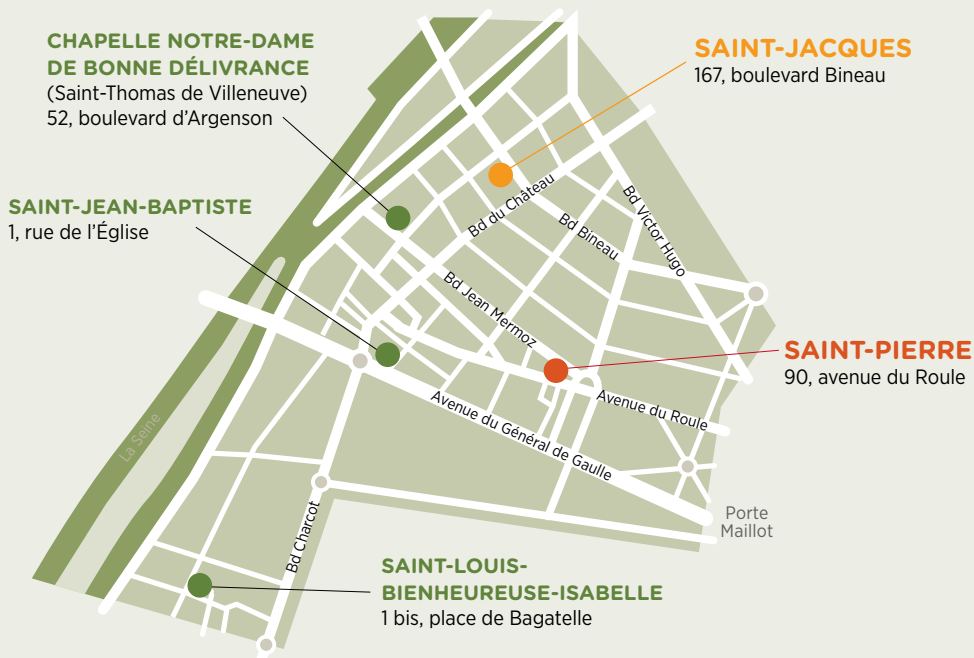 CHAPELLE NOTRE-DAME
DE BONNE DÉLIVRANCE
(Saint-Thomas de Villeneuve)
52, boulevard d’Argenson
SAINT-JACQUES
167, boulevard Bineau
SAINT-JEAN-BAPTISTE
1, rue de l’Église
Bd du Château
Bd Bineau
Bd Victor Hugo
Bd Jean Mermoz
SAINT-PIERRE
90, avenue du Roule
Avenue du Roule
Avenue du Général de Gaulle
La Seine
Porte
Maillot
Bd Charcot
SAINT-LOUIS-
BIENHEUREUSE-ISABELLE
1 bis, place de Bagatelle